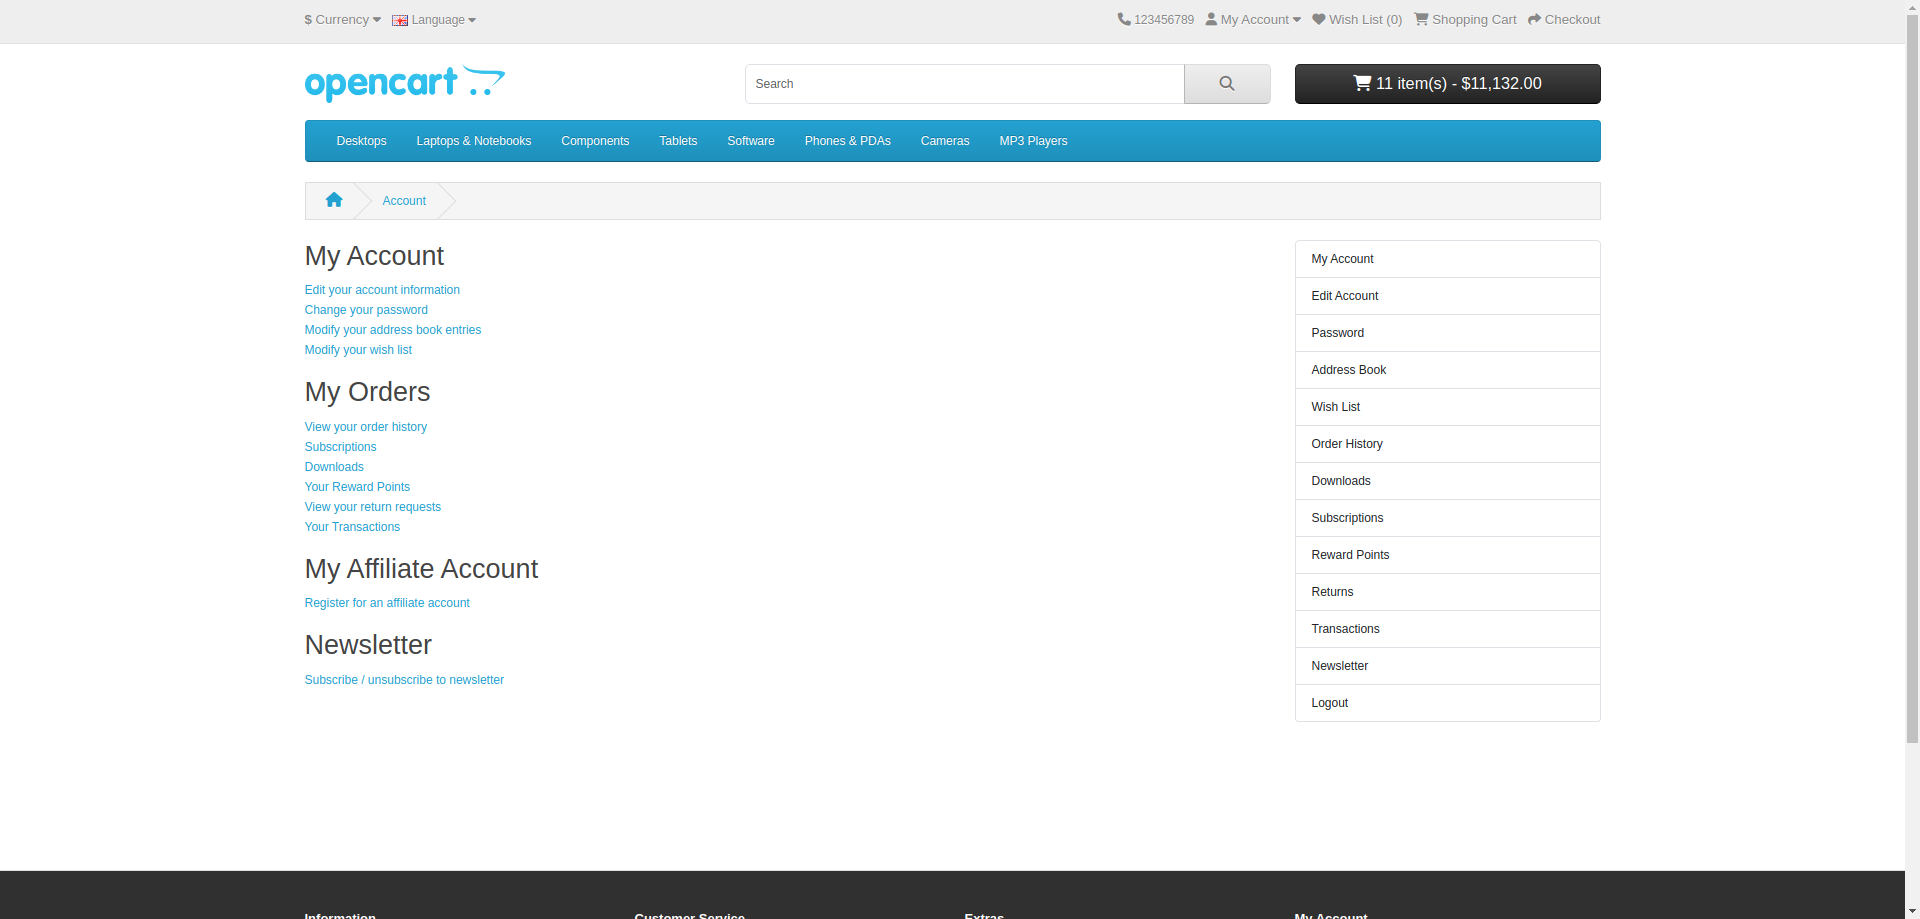 $ Currency Language 123456789 My Account Wish List (0) Shopping Cart Checkout
opencart
Search
11 item(s) - $11,132.00
Desktops Laptops & Notebooks Components Tablets Software Phones & PDAs Cameras MP3 Players
Account
My Account
Edit your account information
Change your password
Modify your address book entries
Modify your wish list
My Orders
View your order history
Subscriptions
Downloads
Your Reward Points
View your return requests
Your Transactions
My Affiliate Account
Register for an affiliate account
Newsletter
Subscribe / unsubscribe to newsletter
My Account
Edit Account
Password
Address Book
Wish List
Order History
Downloads
Subscriptions
Reward Points
Returns
Transactions
Newsletter
Logout
Information Customer Service Extras My Account